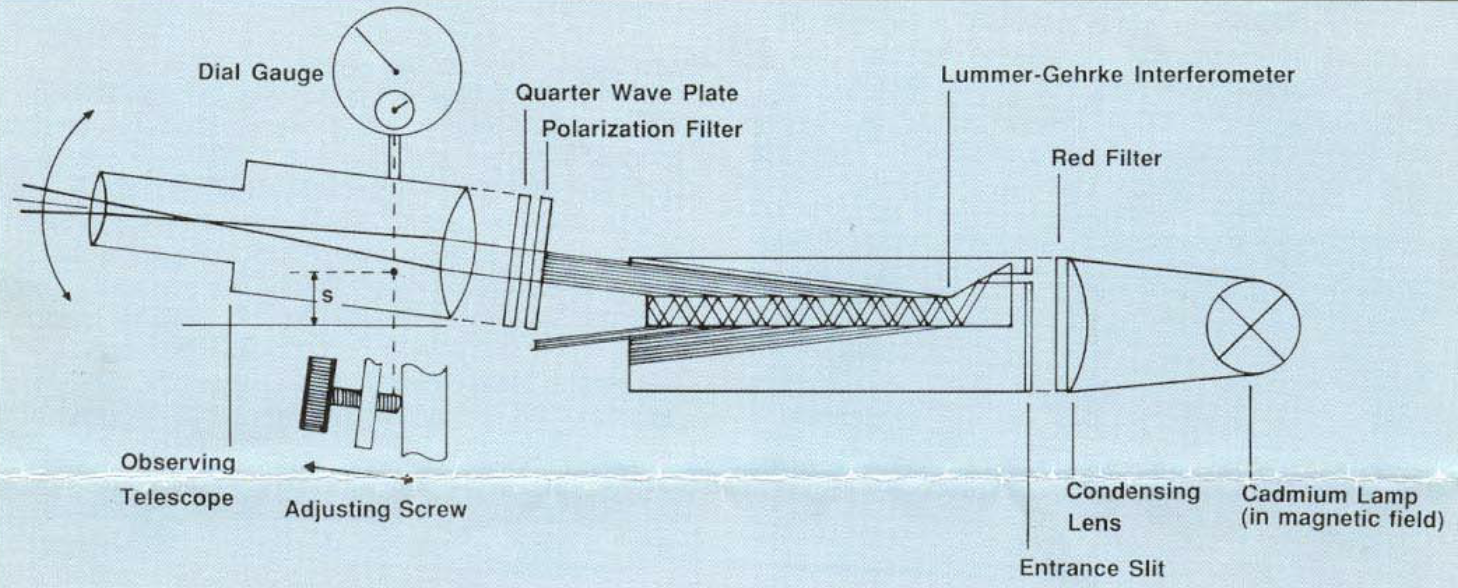 Dial Gauge
Quarter Wave Plate
Polarization Filter
Lummer-Gehrke Interferometer
Red Filter
s
Observing
Telescope
Adjusting Screw
Condensing
Lens
Cadmium Lamp
(in magnetic field)
Entrance Slit